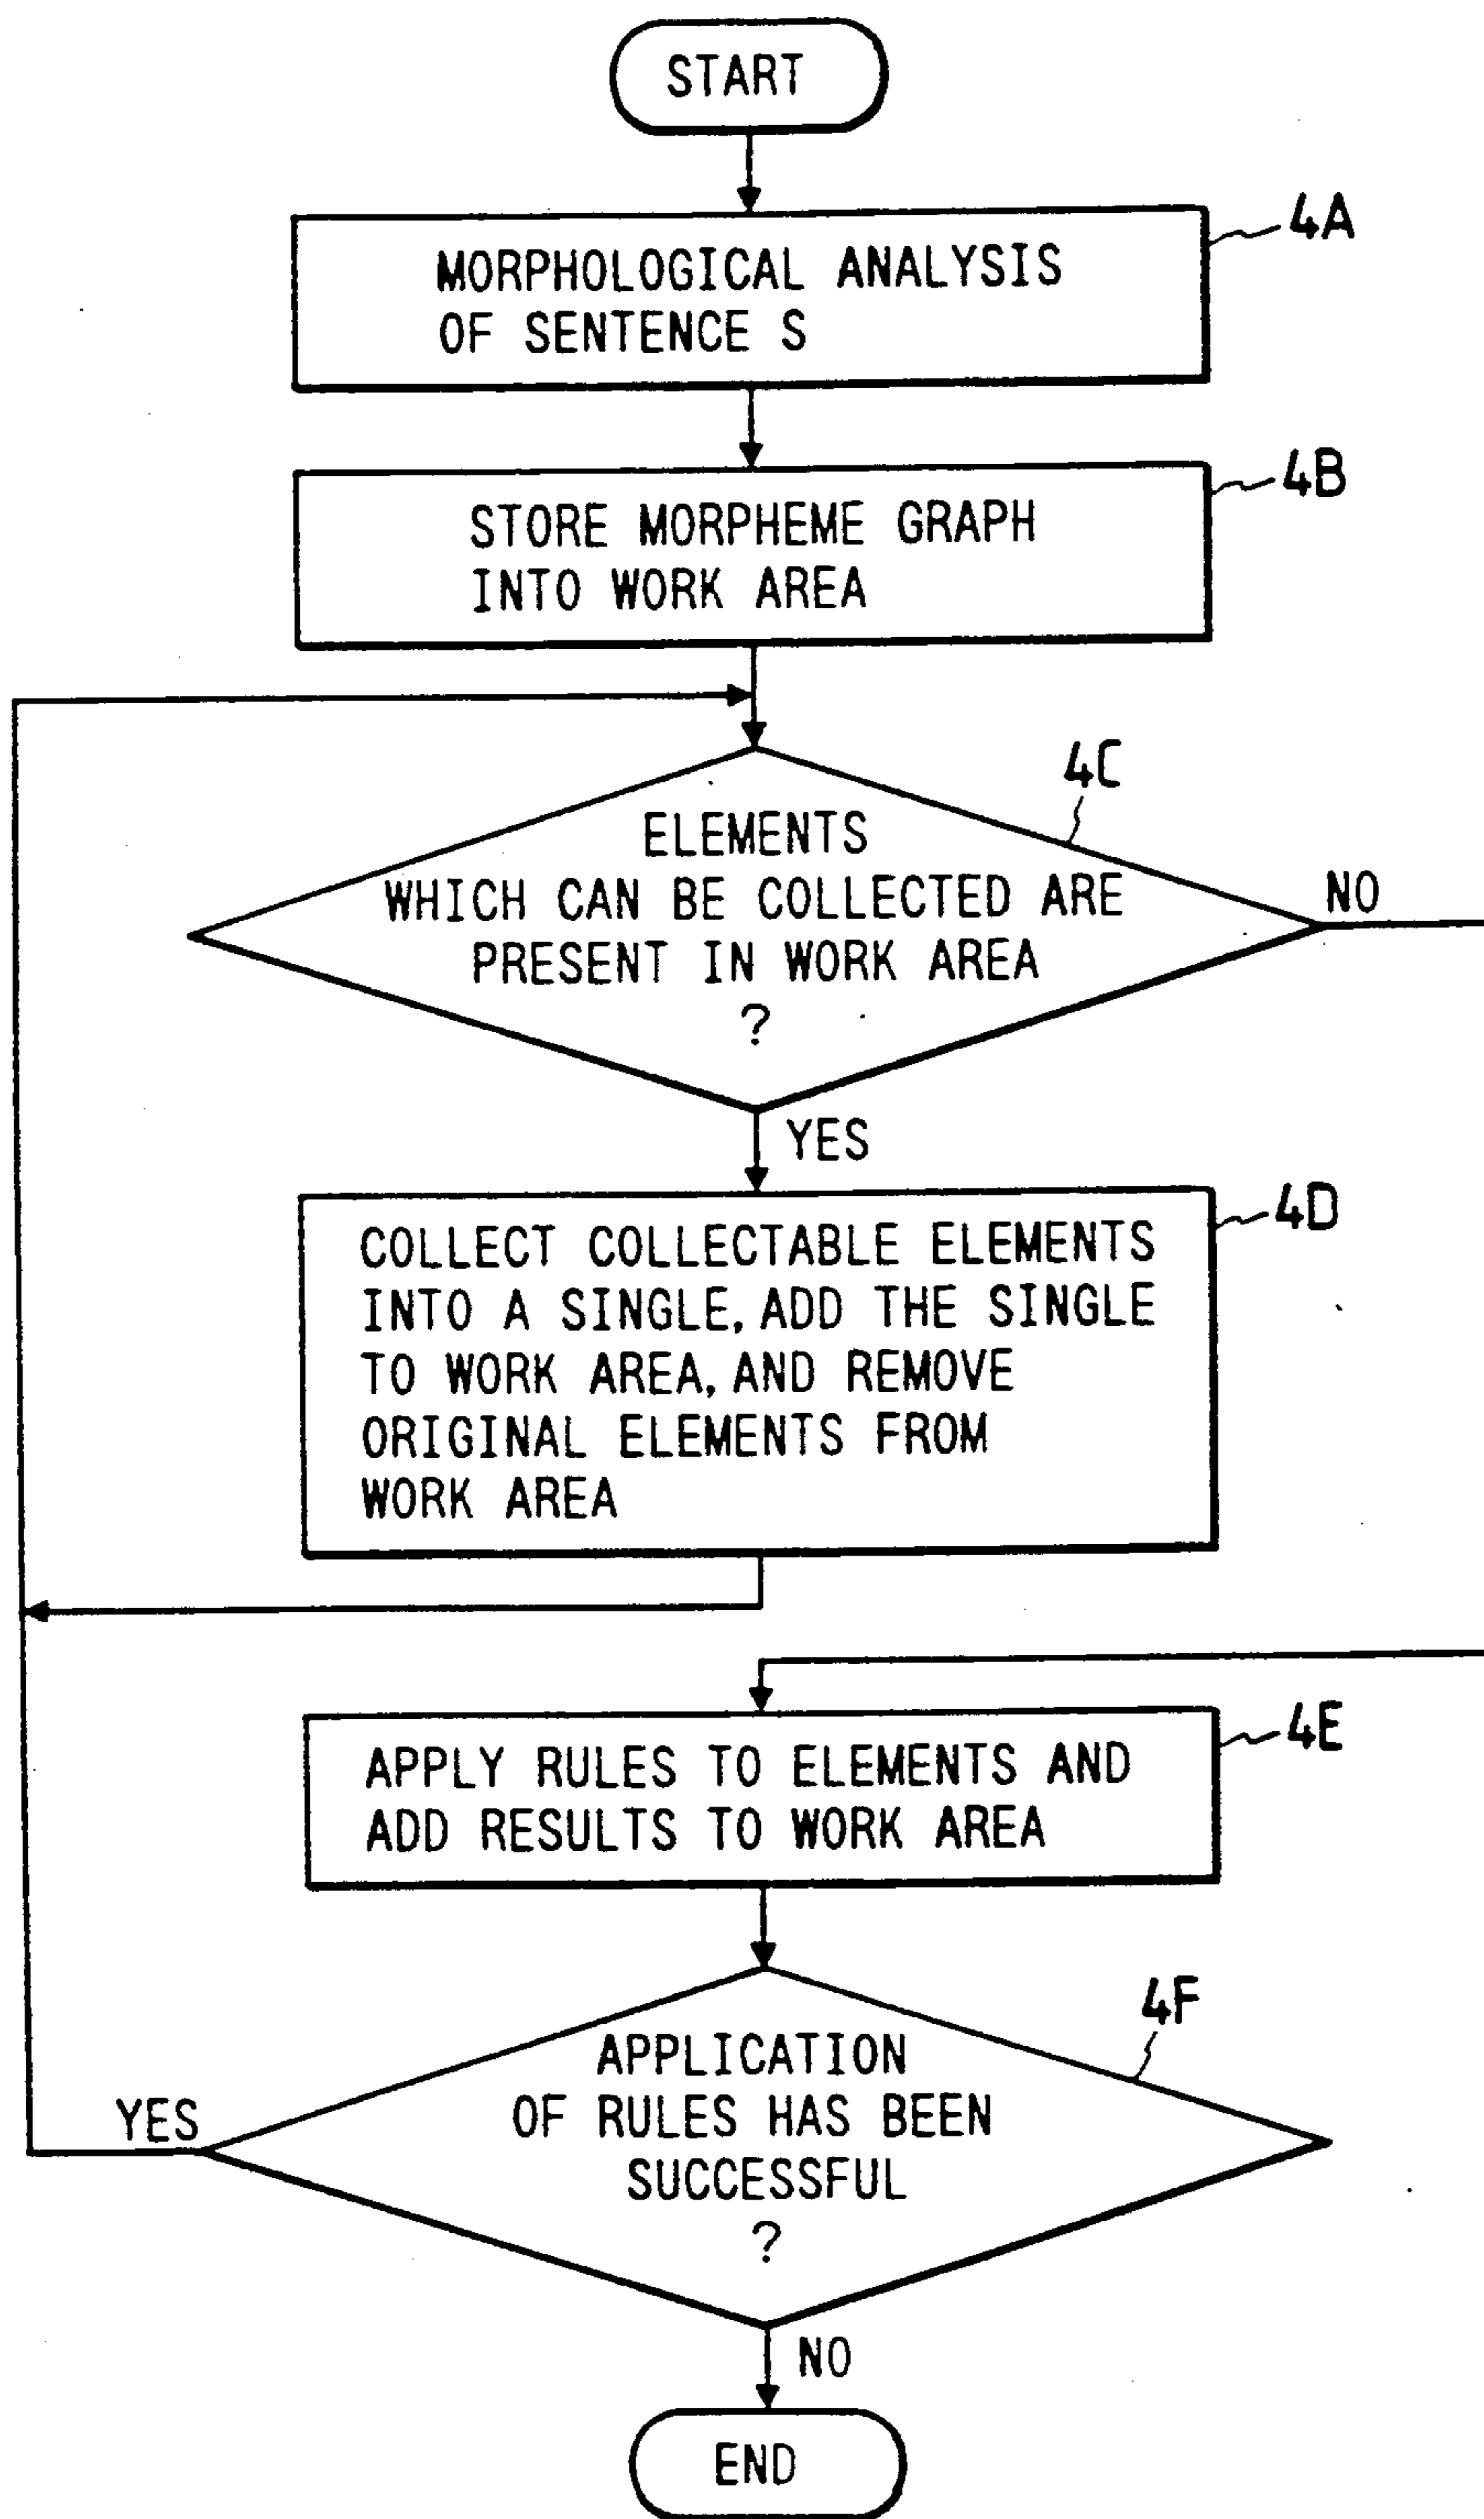 START
4A
MORPHOLOGICAL ANALYSIS
OF SENTENCE S
4B
STORE MORPHEME GRAPH
INTO WORK AREA
4C
ELEMENTS
WHICH CAN BE COLLECTED ARE
PRESENT IN WORK AREA
?
NO
YES
4D
COLLECT COLLECTABLE ELEMENTS
INTO A SINGLE, ADD THE SINGLE
TO WORK AREA, AND REMOVE
ORIGINAL ELEMENTS FROM
WORK AREA
4E
APPLY RULES TO ELEMENTS AND
ADD RESULTS TO WORK AREA
4F
APPLICATION
OF RULES HAS BEEN
SUCCESSFUL
?
YES
NO
END